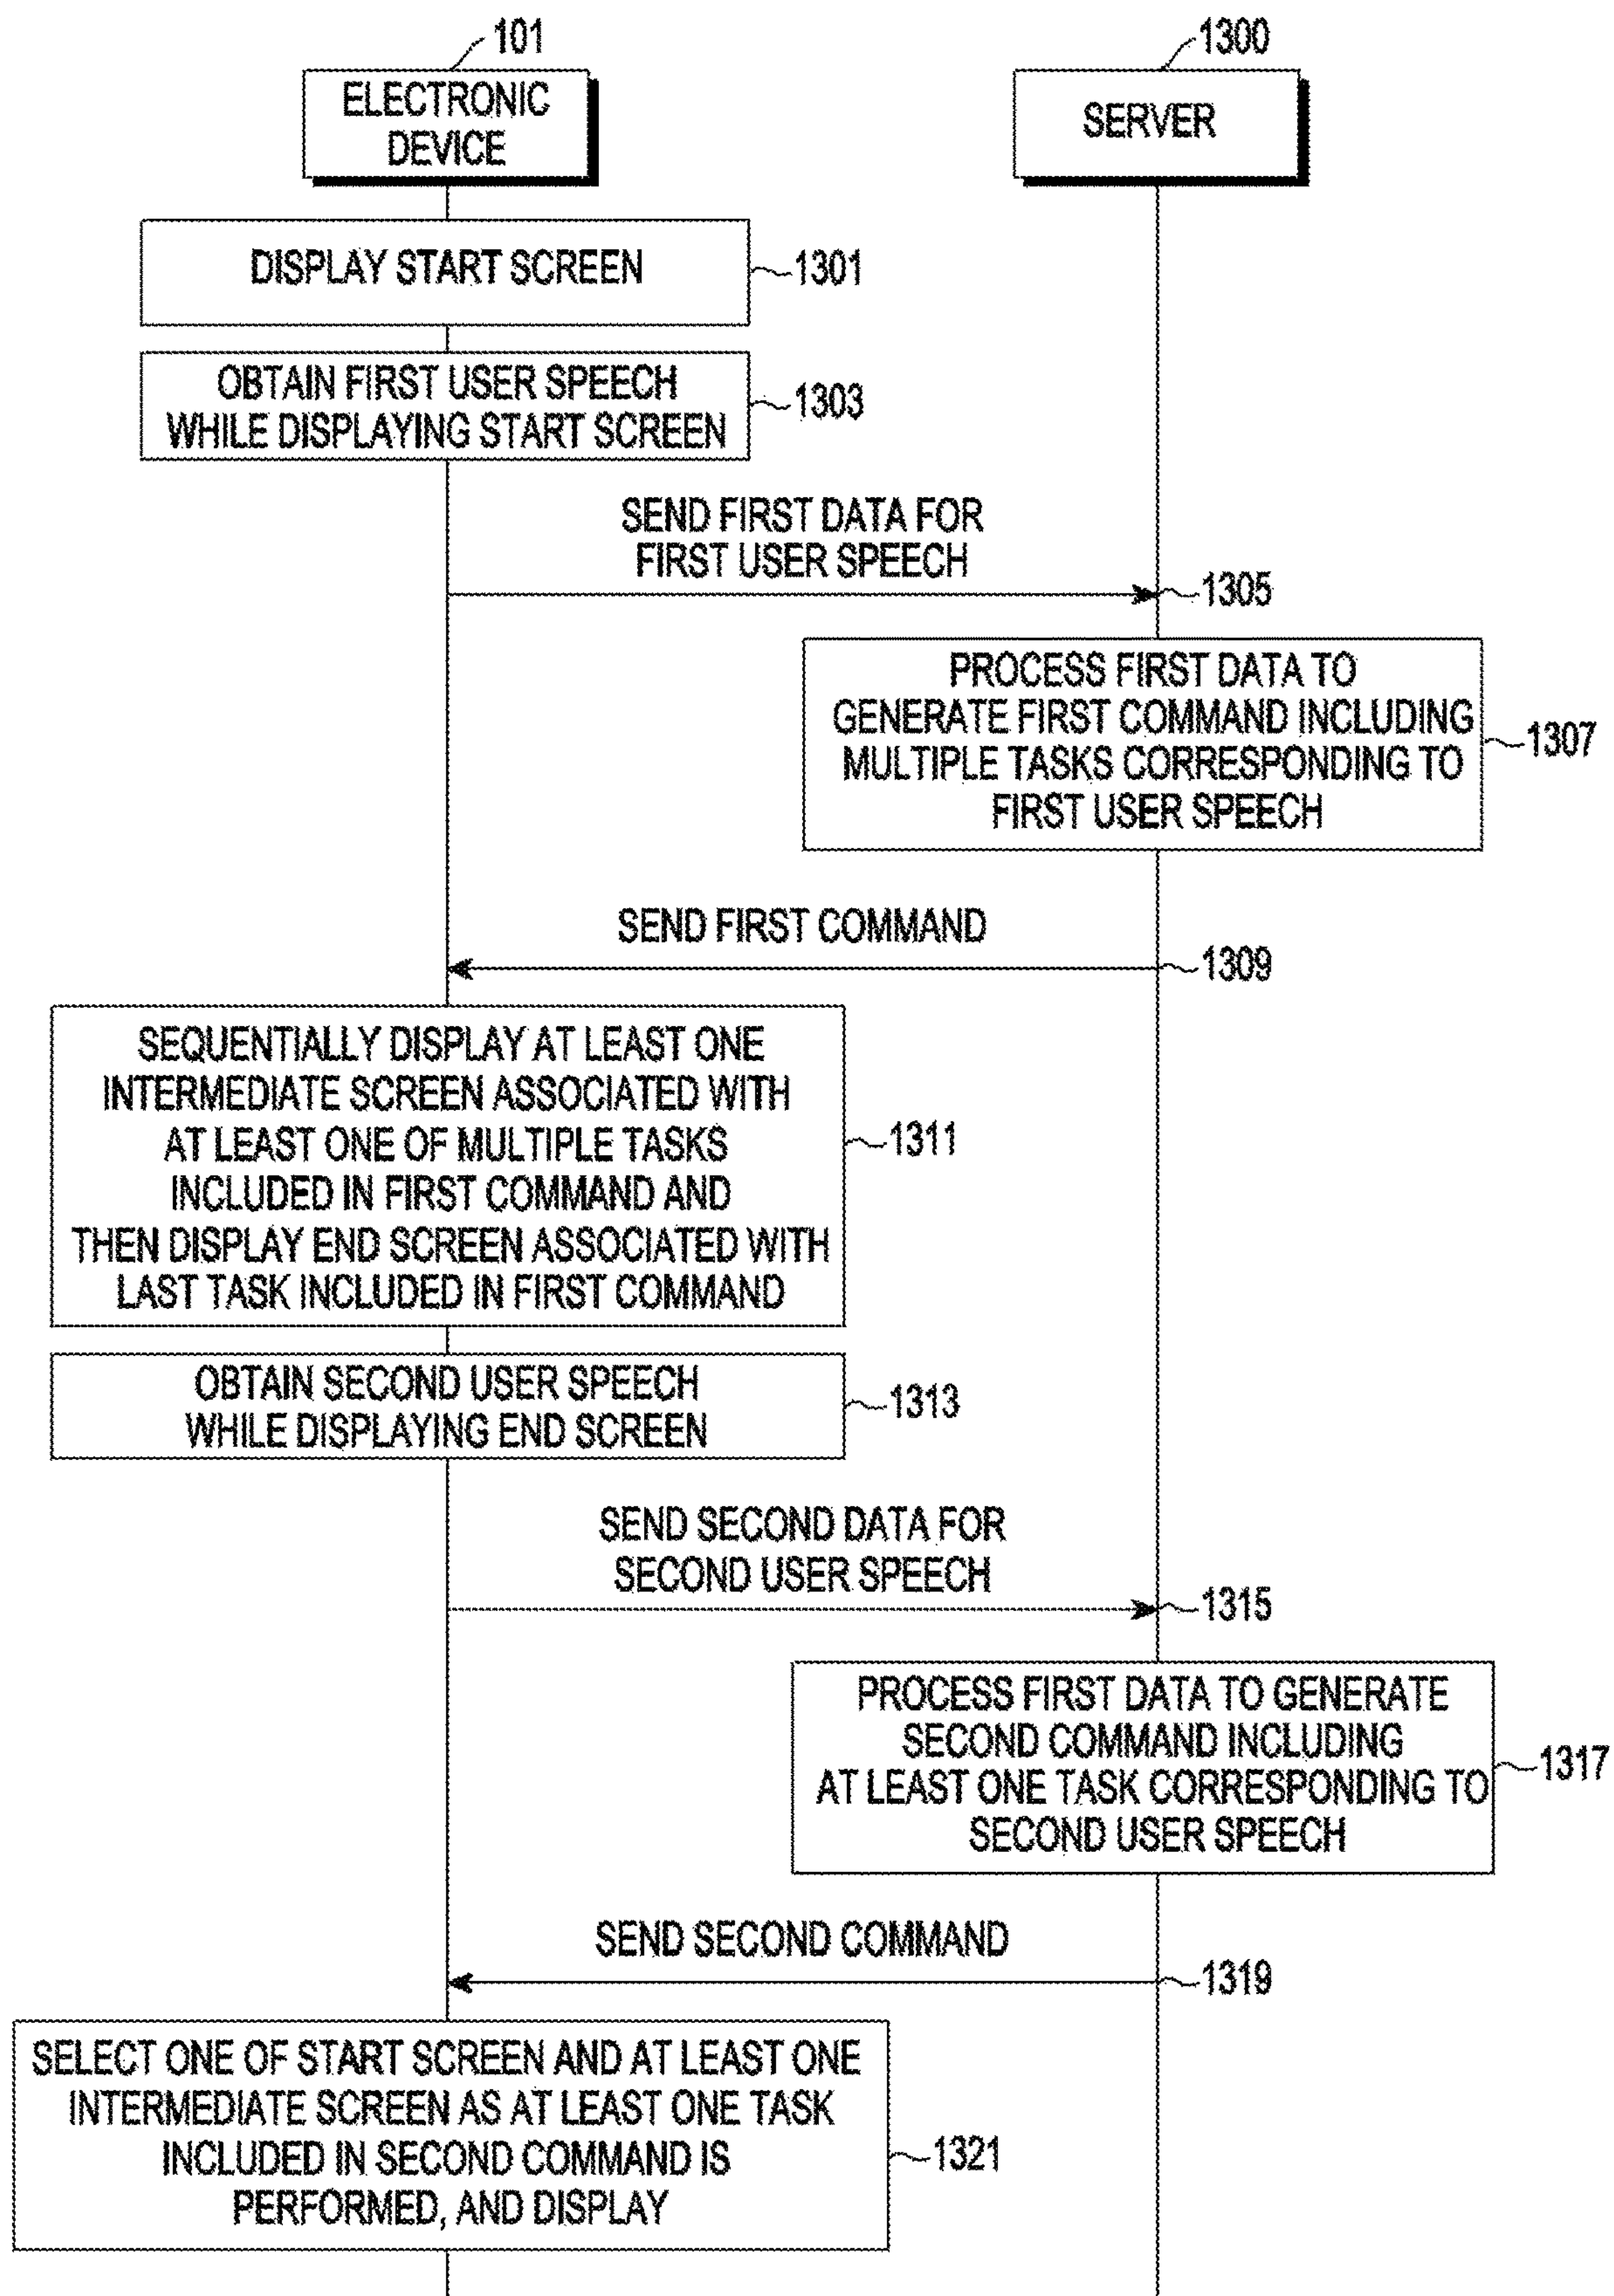 101
ELECTRONIC
DEVICE
1300
SERVER
DISPLAY START SCREEN
1301
OBTAIN FIRST USER SPEECH
WHILE DISPLAYING START SCREEN
1303
SEND FIRST DATA FOR
FIRST USER SPEECH
1305
PROCESS FIRST DATA TO
GENERATE FIRST COMMAND INCLUDING
MULTIPLE TASKS CORRESPONDING TO
FIRST USER SPEECH
1307
SEND FIRST COMMAND
1309
SEQUENTIALLY DISPLAY AT LEAST ONE
INTERMEDIATE SCREEN ASSOCIATED WITH
AT LEAST ONE OF MULTIPLE TASKS
INCLUDED IN FIRST COMMAND AND
THEN DISPLAY END SCREEN ASSOCIATED WITH
LAST TASK INCLUDED IN FIRST COMMAND
1311
OBTAIN SECOND USER SPEECH
WHILE DISPLAYING END SCREEN
1313
SEND SECOND DATA FOR
SECOND USER SPEECH
1315
PROCESS FIRST DATA TO GENERATE
SECOND COMMAND INCLUDING
AT LEAST ONE TASK CORRESPONDING TO
SECOND USER SPEECH
1317
SEND SECOND COMMAND
1319
SELECT ONE OF START SCREEN AND AT LEAST ONE
INTERMEDIATE SCREEN AS AT LEAST ONE TASK
INCLUDED IN SECOND COMMAND IS
PERFORMED, AND DISPLAY
1321